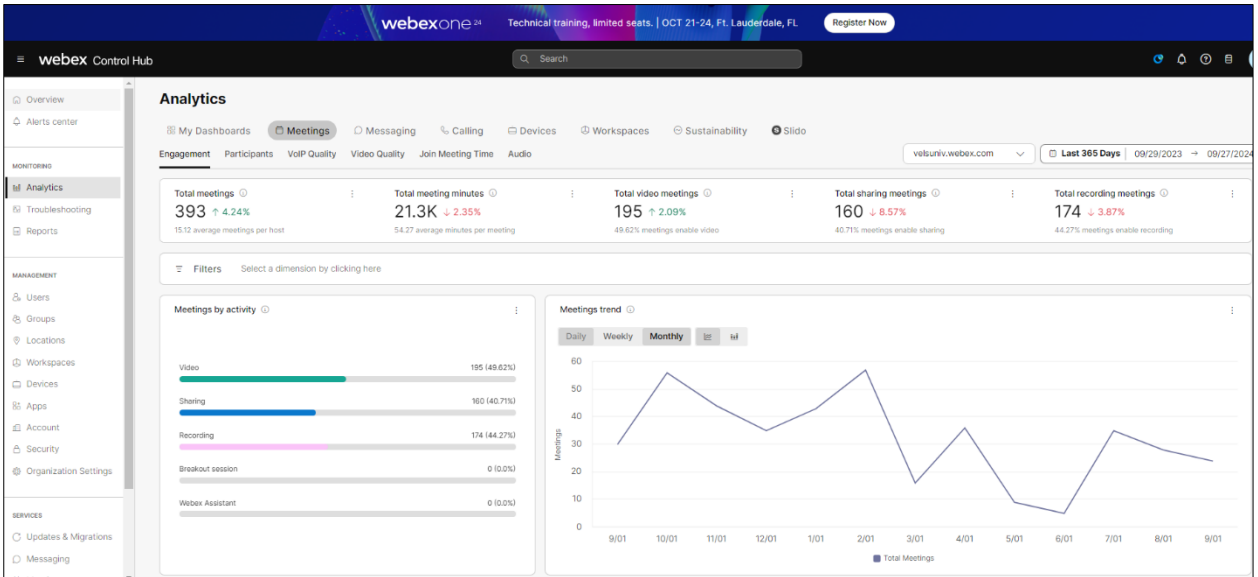 webexone 24 Technical training, limited seats. | OCT 21-24, Ft. Lauderdale, FL Register Now
webex Control Hub Search
Overview
Alerts center
MONITORING
Analytics
Troubleshooting
Reports
MANAGEMENT
Users
Groups
Locations
Workspaces
Devices
Apps
Account
Security
Organization Settings
SERVICES
Updates & Migrations
Messaging
Analytics
My Dashboards Meetings Messaging Calling Devices Workspaces Sustainability Slido
Engagement Participants VoIP Quality Video Quality Join Meeting Time Audio
velsuniv.webex.com Last 365 Days 09/29/2023 → 09/27/2024
Total meetings
393 ↑ 4.24%
15.12 average meetings per host
Total meeting minutes
21.3K ↓ 2.35%
54.27 average minutes per meeting
Total video meetings
195 ↑ 2.09%
49.62% meetings enable video
Total sharing meetings
160 ↓ 8.57%
40.71% meetings enable sharing
Total recording meetings
174 ↓ 3.87%
44.27% meetings enable recording
Filters Select a dimension by clicking here
Meetings by activity
Video 195 (49.62%)
Sharing 160 (40.71%)
Recording 174 (44.27%)
Breakout session 0 (0.0%)
Webex Assistant 0 (0.0%)
Meetings trend
Daily Weekly Monthly
60
50
40
30
20
10
0
Meetings
9/01 10/01 11/01 12/01 1/01 2/01 3/01 4/01 5/01 6/01 7/01 8/01 9/01
Total Meetings